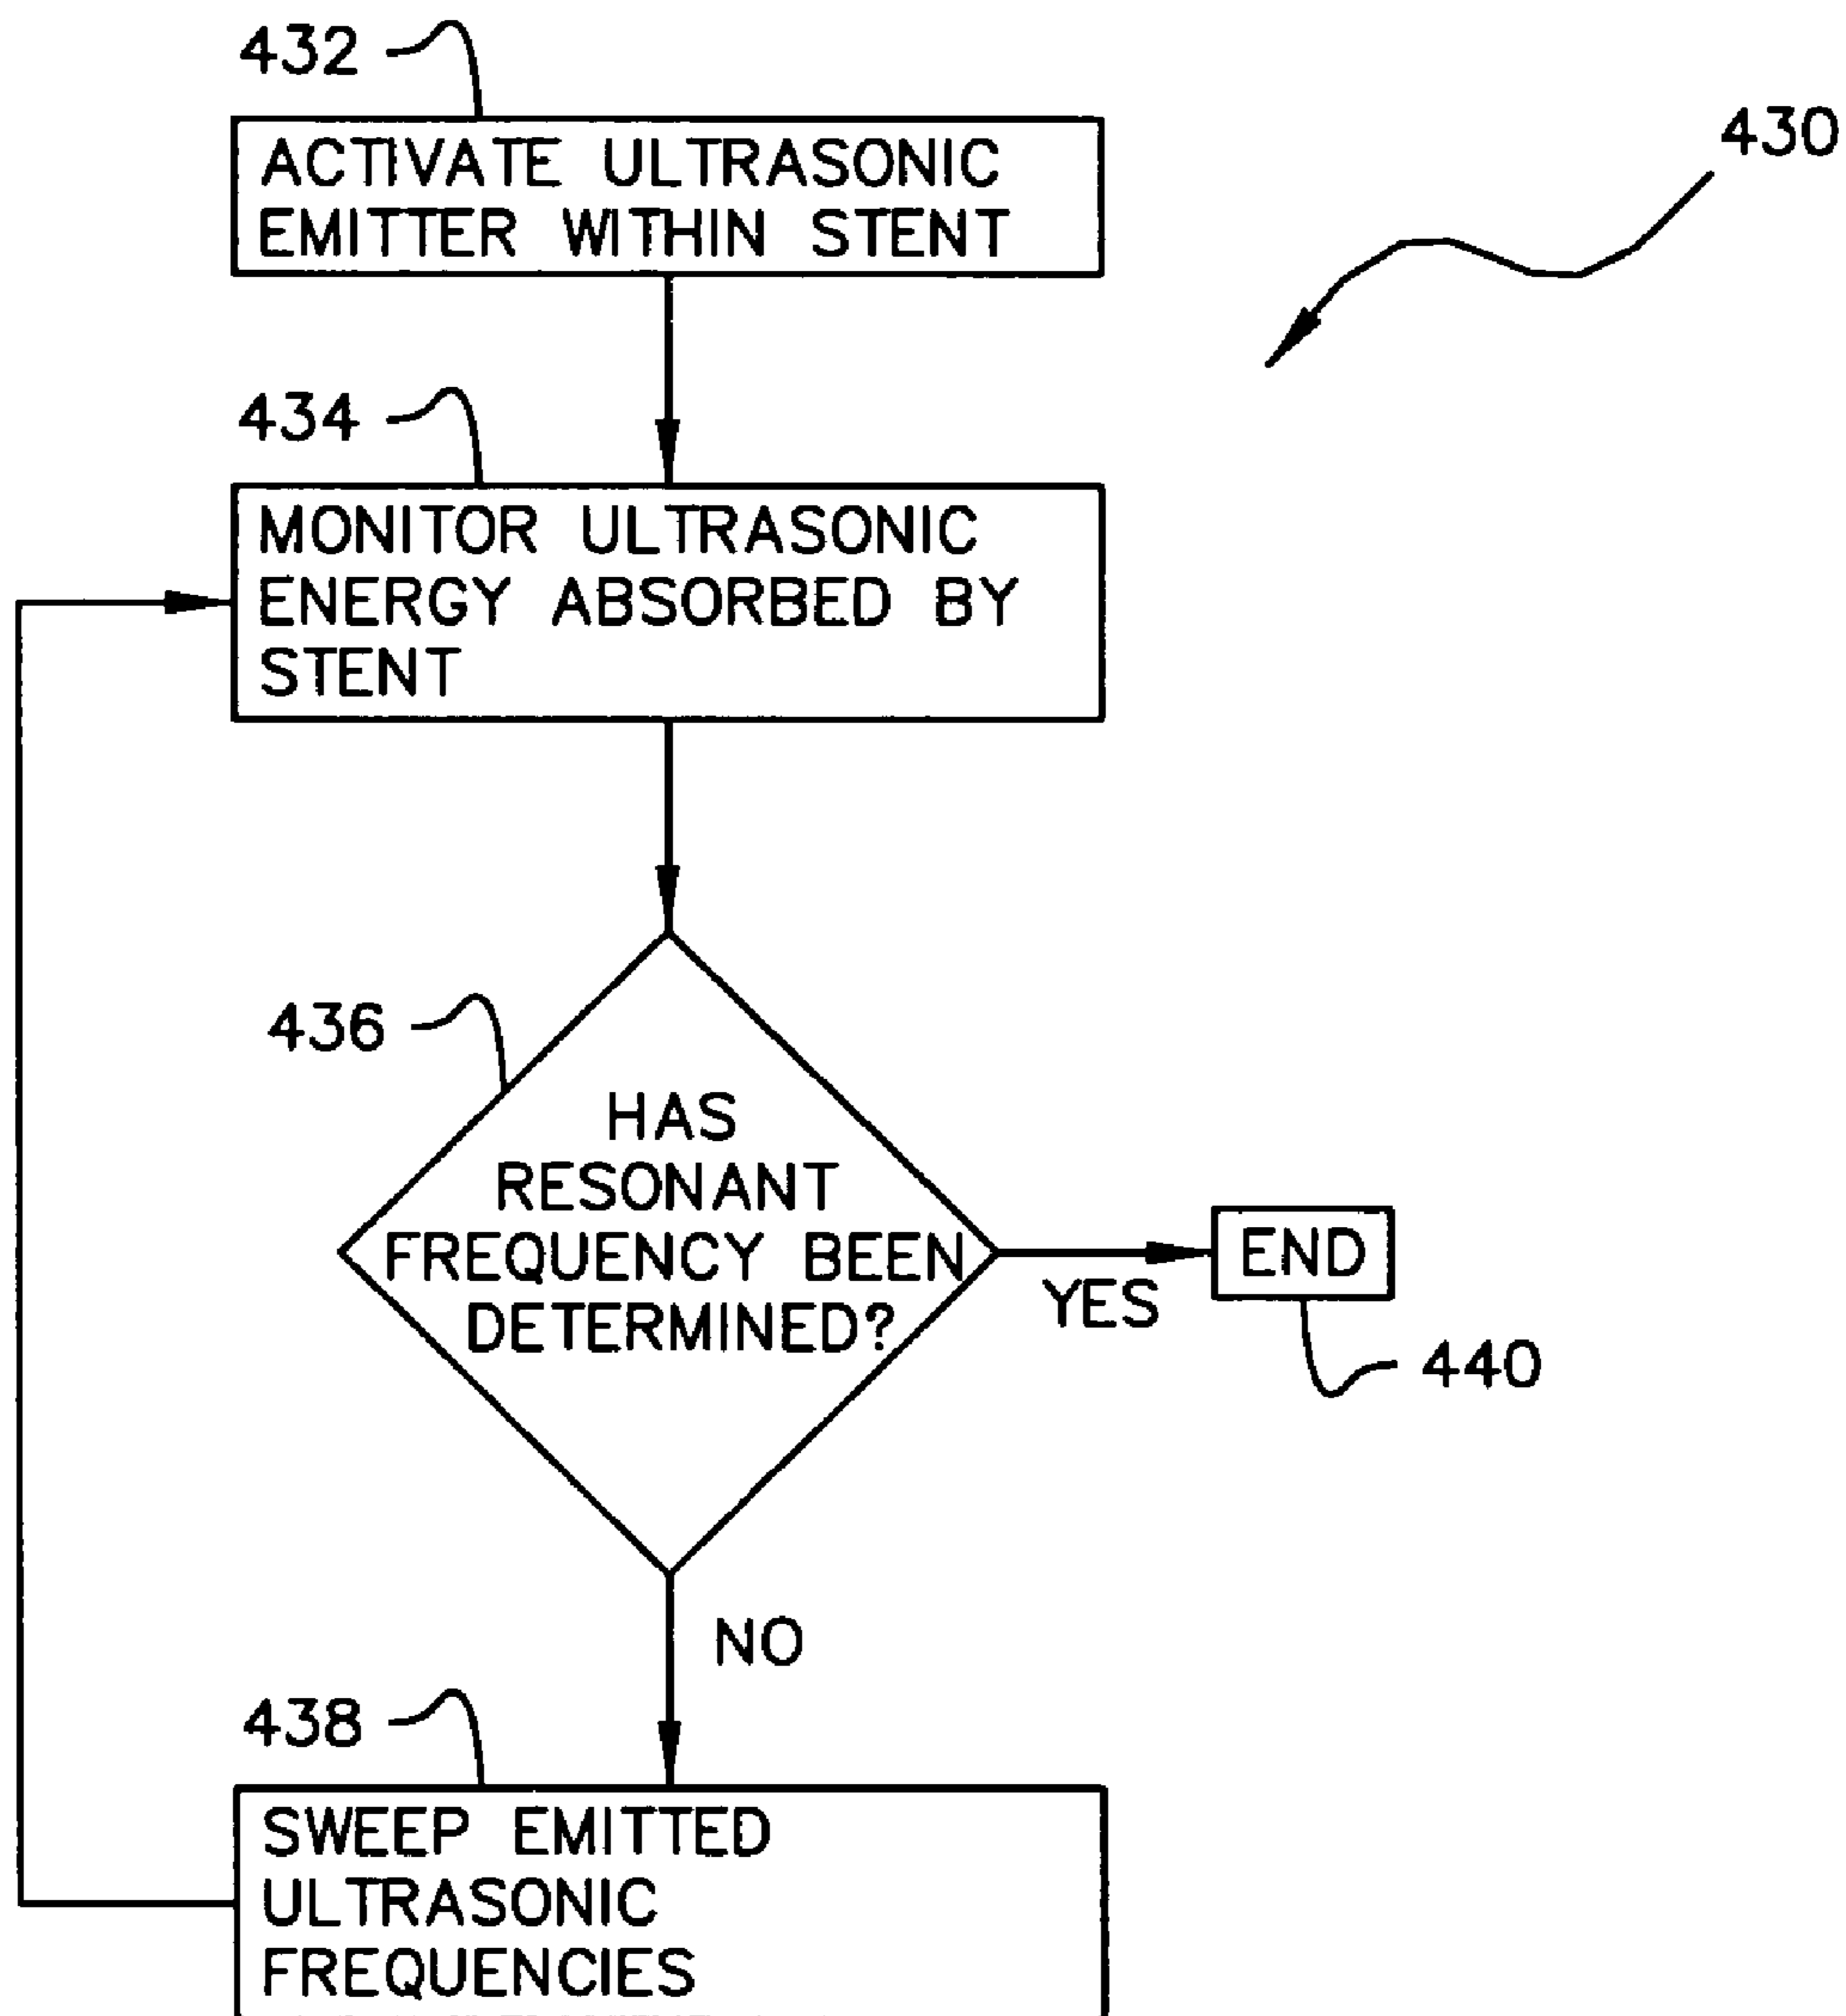 432
430
ACTIVATE ULTRASONIC
EMITTER WITHIN STENT
434
MONITOR ULTRASONIC
ENERGY ABSORBED BY
STENT
436
HAS
RESONANT
FREQUENCY BEEN
DETERMINED?
YES
END
440
NO
438
SWEEP EMITTED
ULTRASONIC
FREQUENCIES